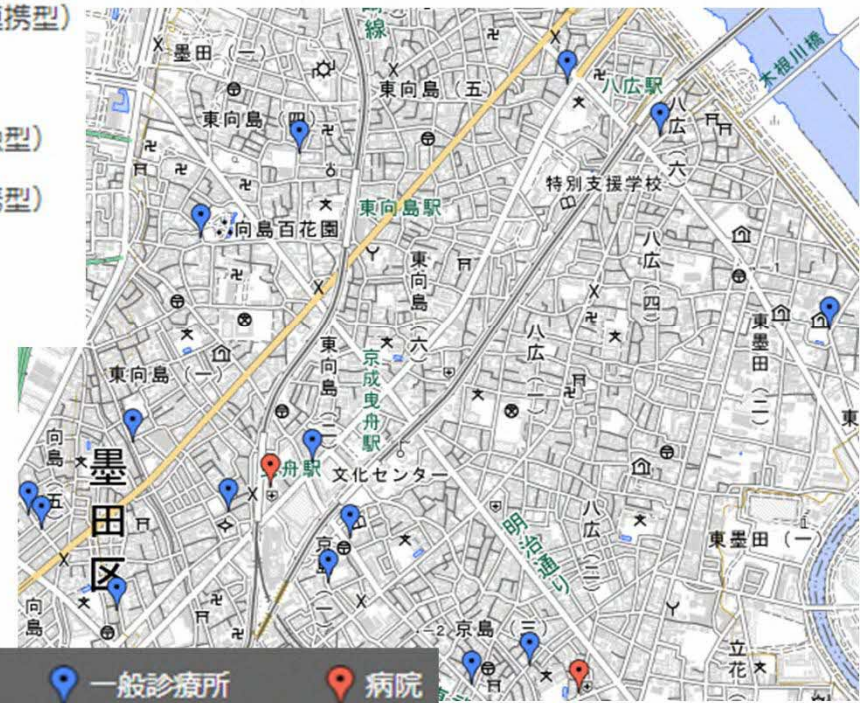 携型)
型)
型)
墨田(一)
線
東向島(五)
八広駅
木根川橋
東向島(四)
八広(六)
特別支援学校
東向島駅
向島百花園
東向島(六)
八広(四)
東向島(一)
東向島(二)
京成曳舟駅
八広(一)
東墨田(二)
東
向島(五)
墨田区
舟駅
文化センター
八広(二)
明治通り
東墨田(一)
京島(一)
向島
京島(三)
立花
一般診療所
病院